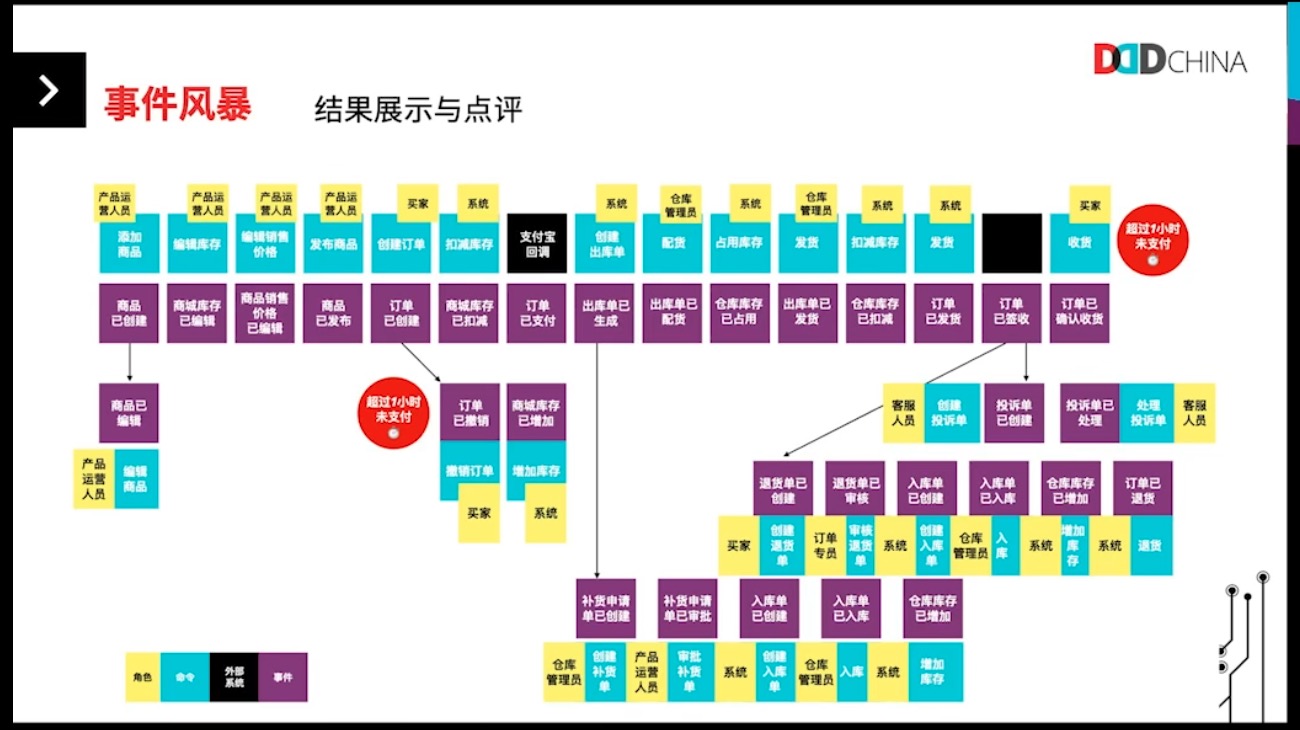 DDDCHINA
事件风暴
结果展示与点评
产品运
营人员
产品运
营人员
产品运
营人员
产品运
营人员
买家
系统
系统
仓库
管理员
系统
仓库
管理员
系统
系统
买家
添加
商品
编辑库存
编辑销售
价格
发布商品
创建订单
扣减库存
支付宝
回调
创建
出库单
配货
占用库存
发货
扣减库存
发货
收货
超过1小时
未支付
商品
已创建
商城库存
已编辑
商品销售
价格
已编辑
商品
已发布
订单
已创建
商城库存
已扣减
订单
已支付
出库单已
生成
出库单已
配货
仓库库存
已占用
出库单已
发货
仓库库存
已扣减
订单
已发货
订单
已签收
订单已
确认收货
商品已
编辑
产品
运营
人员
编辑
商品
超过1小时
未支付
订单
已撤销
商城库存
已增加
撤销订单
增加库存
买家
系统
客服
人员
创建
投诉单
投诉单
已创建
投诉单已
处理
处理
投诉单
客服
人员
退货单已
创建
退货单已
审核
入库单
已创建
入库单
已入库
仓库库存
已增加
订单已
退货
买家
创建
退货
单
订单
专员
审核
退货
单
系统
创建
入库
单
仓库
管理员
入
库
系统
增加
库
存
系统
退货
补货申请
单已创建
补货申请
单已审批
入库单
已创建
入库单
已入库
仓库库存
已增加
仓库
管理员
创建
补货
单
产品
运营
人员
审批
补货
单
系统
创建
入库
单
仓库
管理员
入库
系统
增加
库存
角色
命令
外部
系统
事件